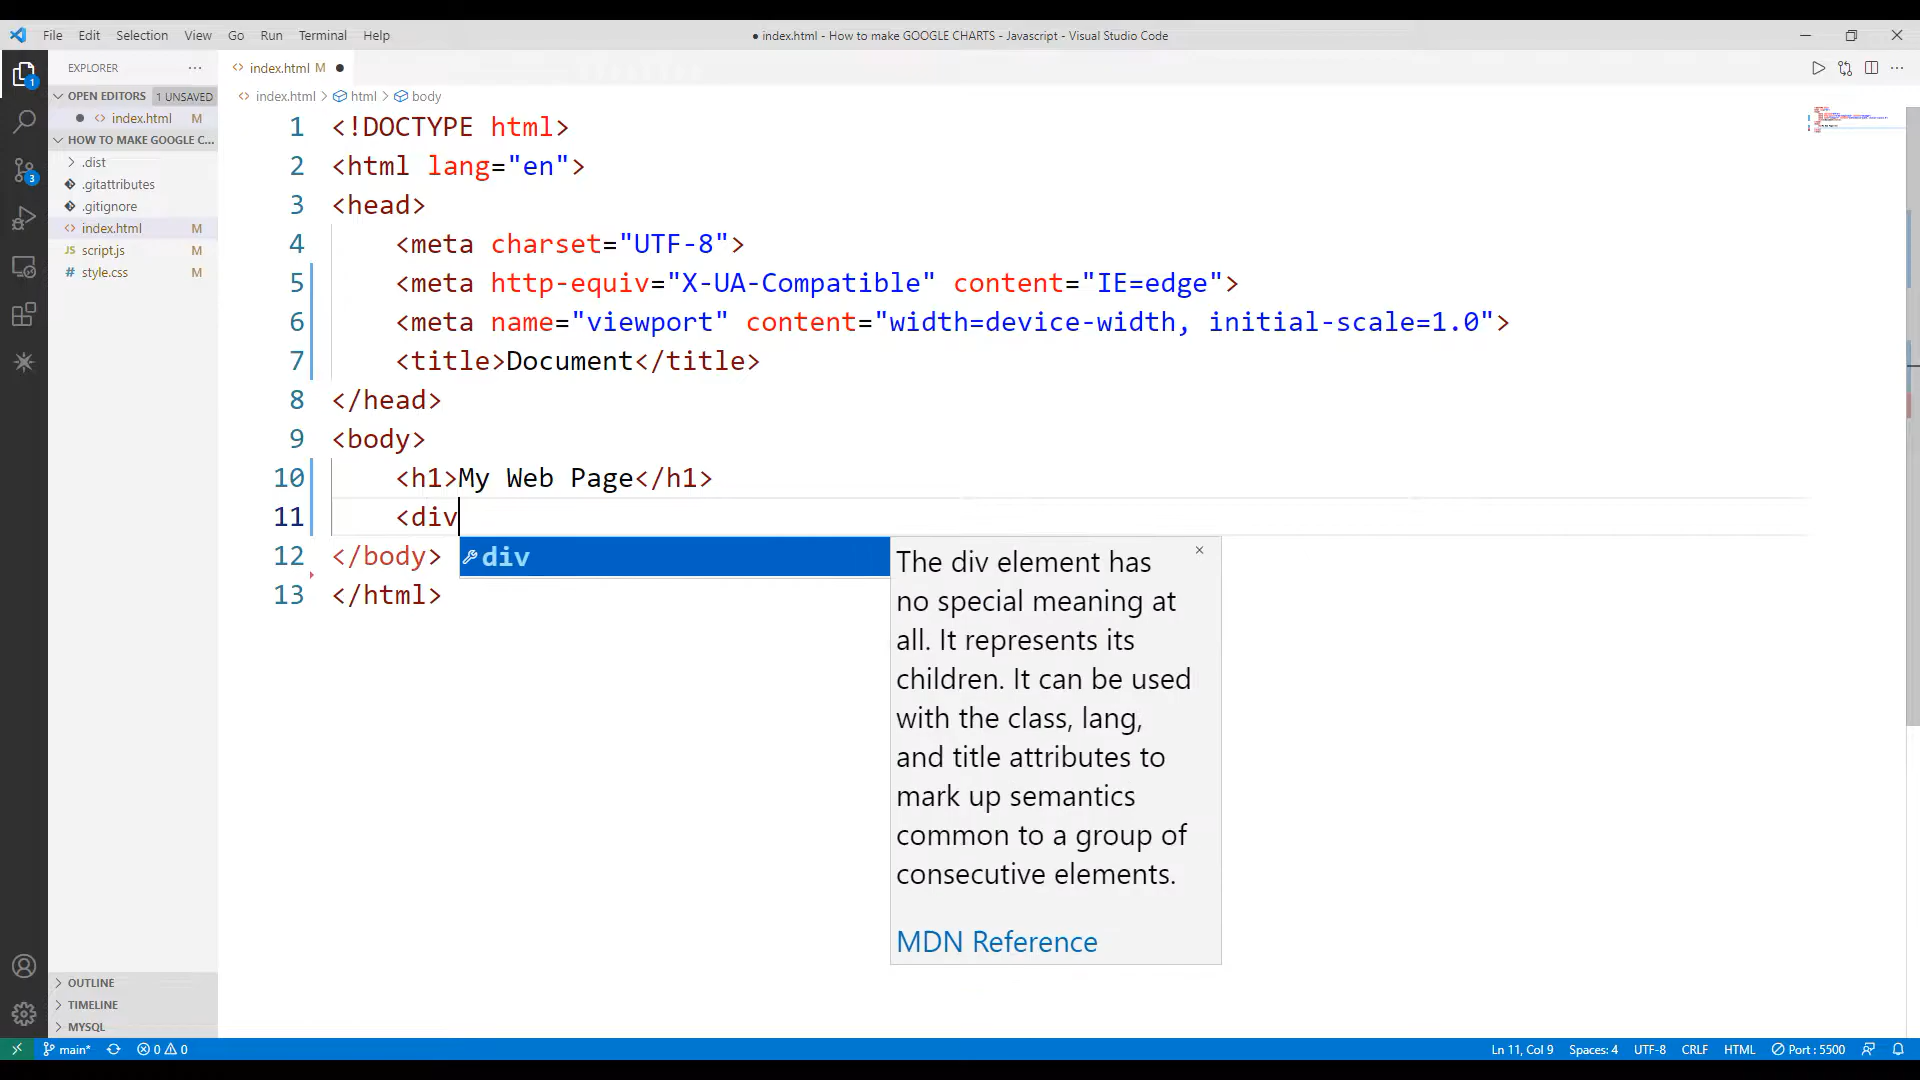 File Edit Selection View Go Run Terminal Help
● index.html - How to make GOOGLE CHARTS - Javascript - Visual Studio Code
EXPLORER
OPEN EDITORS 1 UNSAVED
index.html M
HOW TO MAKE GOOGLE C...
.dist
.gitattributes
.gitignore
index.html M
script.js M
style.css M
OUTLINE
TIMELINE
MYSQL
index.html M
index.html > html > body
1 <!DOCTYPE html>
2 <html lang="en">
3 <head>
4 <meta charset="UTF-8">
5 <meta http-equiv="X-UA-Compatible" content="IE=edge">
6 <meta name="viewport" content="width=device-width, initial-scale=1.0">
7 <title>Document</title>
8 </head>
9 <body>
10 <h1>My Web Page</h1>
11 <div
12 </body>
13 </html>
div
The div element has
no special meaning at
all. It represents its
children. It can be used
with the class, lang,
and title attributes to
mark up semantics
common to a group of
consecutive elements.
MDN Reference
1
3
main* 0 0
Ln 11, Col 9 Spaces: 4 UTF-8 CRLF HTML Port : 5500